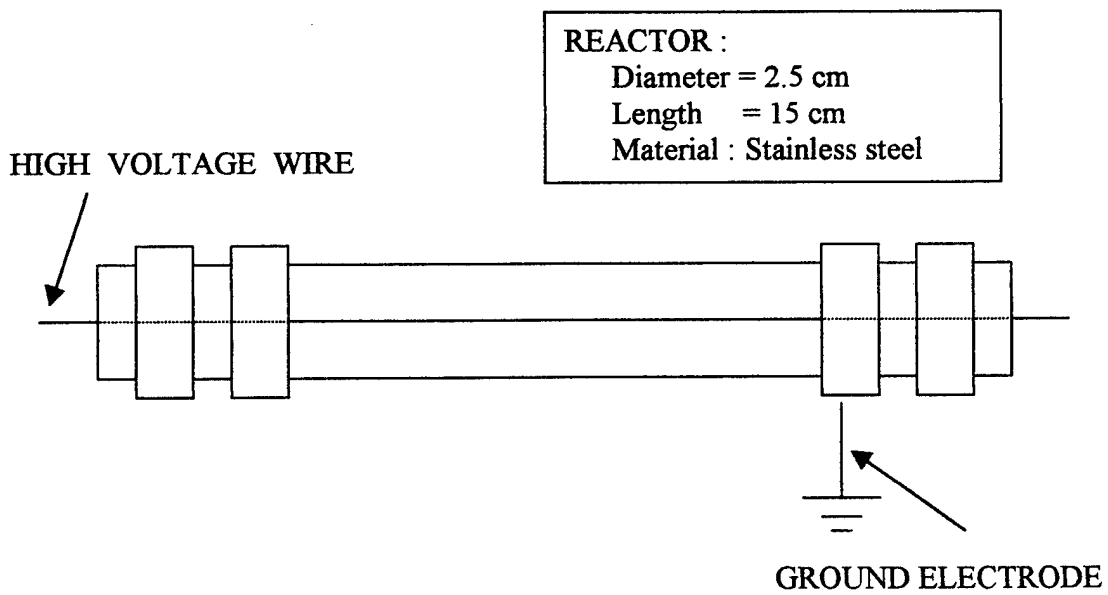 REACTOR :
Diameter = 2.5 cm
Length = 15 cm
Material : Stainless steel
HIGH VOLTAGE WIRE
GROUND ELECTRODE